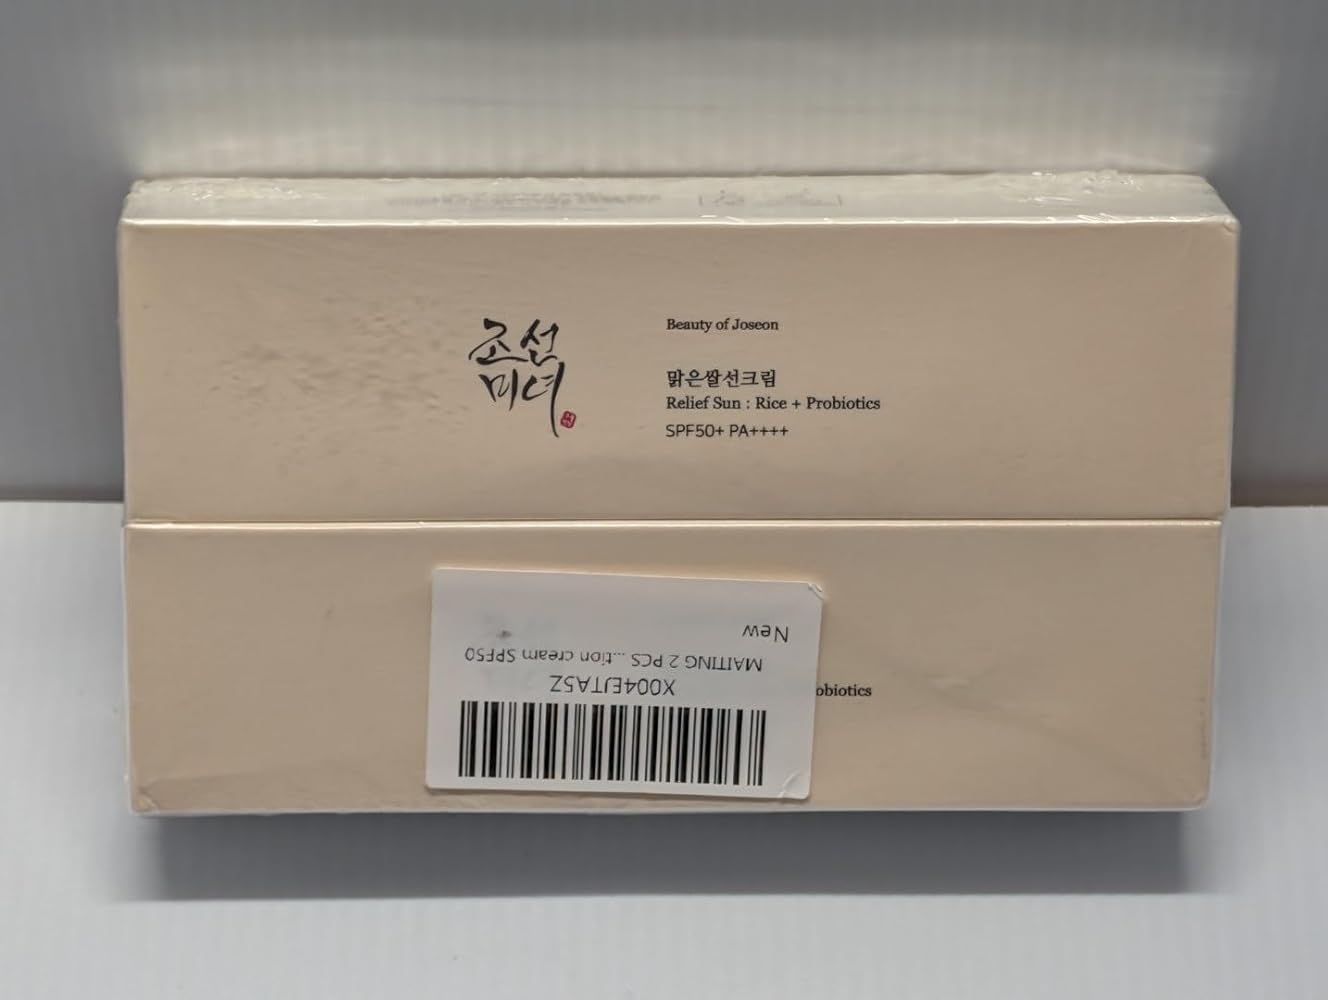 조선
미녀
Beauty of Joseon
맑은쌀선크림
Relief Sun : Rice + Probiotics
SPF50+ PA++++
obiotics
X004EJTA5Z
MAITING 2 PCS...tion cream SPF50
New